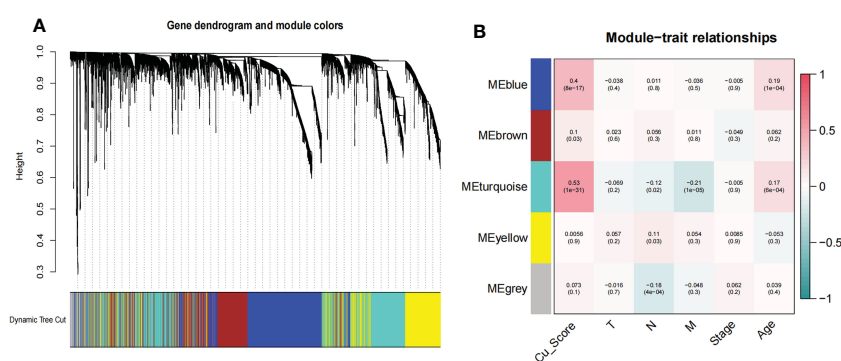 A
Gene dendrogram and module colors
Height
1.0
0.9
0.8
0.7
0.6
0.5
0.4
0.3
Dynamic Tree Cut
B
Module−trait relationships
MEblue
0.4 −0.038 0.011 −0.036 −0.005 0.19
(8e−17) (0.4) (0.8) (0.5) (0.9) (1e−04)
MEbrown
0.1 0.023 0.056 0.011 −0.049 0.062
(0.03) (0.6) (0.3) (0.8) (0.3) (0.2)
MEturquoise
0.53 −0.069 −0.12 −0.21 −0.005 0.17
(1e−31) (0.2) (0.02) (1e−05) (0.9) (6e−04)
MEyellow
0.0056 0.057 0.11 0.054 0.0085 −0.053
(0.9) (0.2) (0.03) (0.3) (0.9) (0.3)
MEgrey
0.073 −0.016 −0.18 −0.048 0.062 0.039
(0.1) (0.7) (4e−04) (0.3) (0.2) (0.4)
Cu_Score T N M Stage Age
1
0.5
0
−0.5
−1